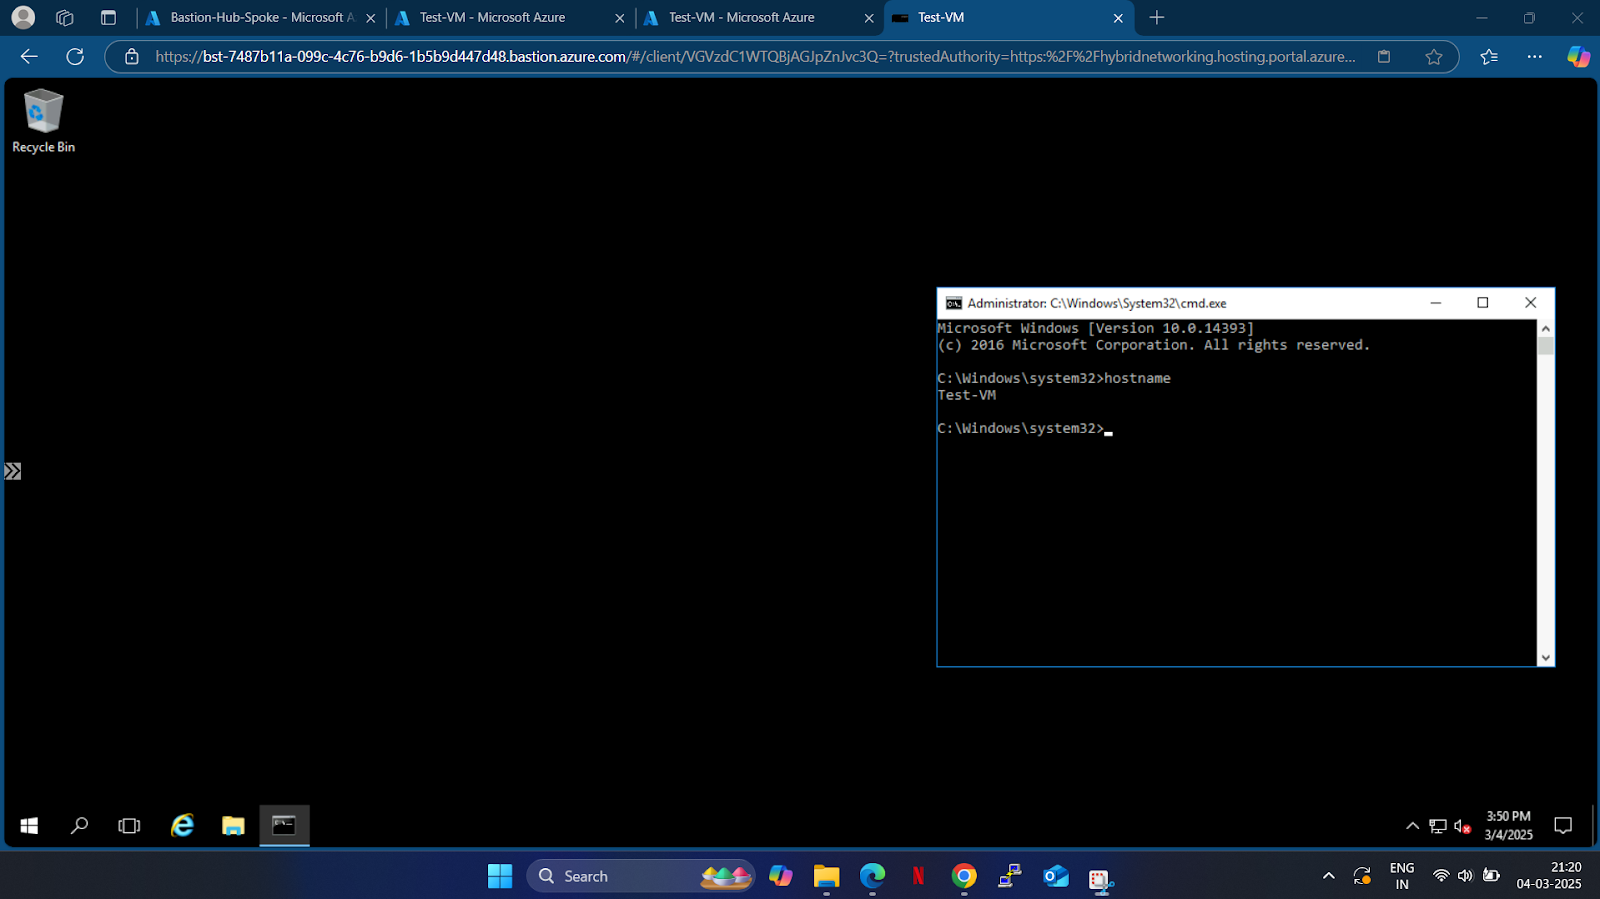 Bastion-Hub-Spoke - Microsoft A
Test-VM - Microsoft Azure
Test-VM - Microsoft Azure
Test-VM
https://bst-7487b11a-099c-4c76-b9d6-1b5b9d447d48.bastion.azure.com/#/client/VGVzdC1WTQBjAGJpZnJvc3Q=?trustedAuthority=https:%2F%2Fhybridnetworking.hosting.portal.azure...
Recycle Bin
Administrator: C:\Windows\System32\cmd.exe
Microsoft Windows [Version 10.0.14393]
(c) 2016 Microsoft Corporation. All rights reserved.
C:\Windows\system32>hostname
Test-VM
C:\Windows\system32>
3:50 PM
3/4/2025
Search
ENG
IN
21:20
04-03-2025